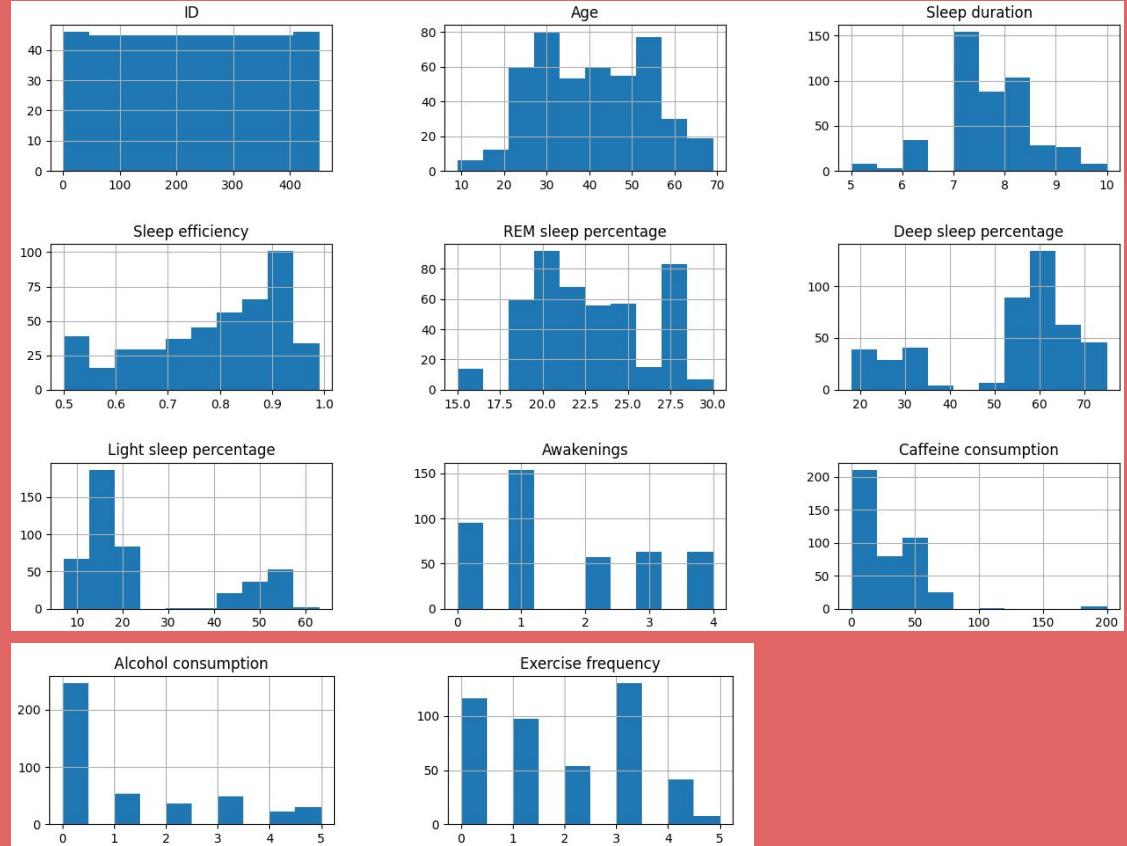 ID Age Sleep duration
40 30 20 10 0
0 100 200 300 400
80 60 40 20 0
10 20 30 40 50 60 70
150 100 50 0
5 6 7 8 9 10
Sleep efficiency REM sleep percentage Deep sleep percentage
100 75 50 25 0
0.5 0.6 0.7 0.8 0.9 1.0
80 60 40 20 0
15.0 17.5 20.0 22.5 25.0 27.5 30.0
100 50 0
20 30 40 50 60 70
Light sleep percentage Awakenings Caffeine consumption
150 100 50 0
10 20 30 40 50 60
150 100 50 0
0 1 2 3 4
200 150 100 50 0
0 50 100 150 200
Alcohol consumption Exercise frequency
200 100 0
0 1 2 3 4 5
100 50 0
0 1 2 3 4 5